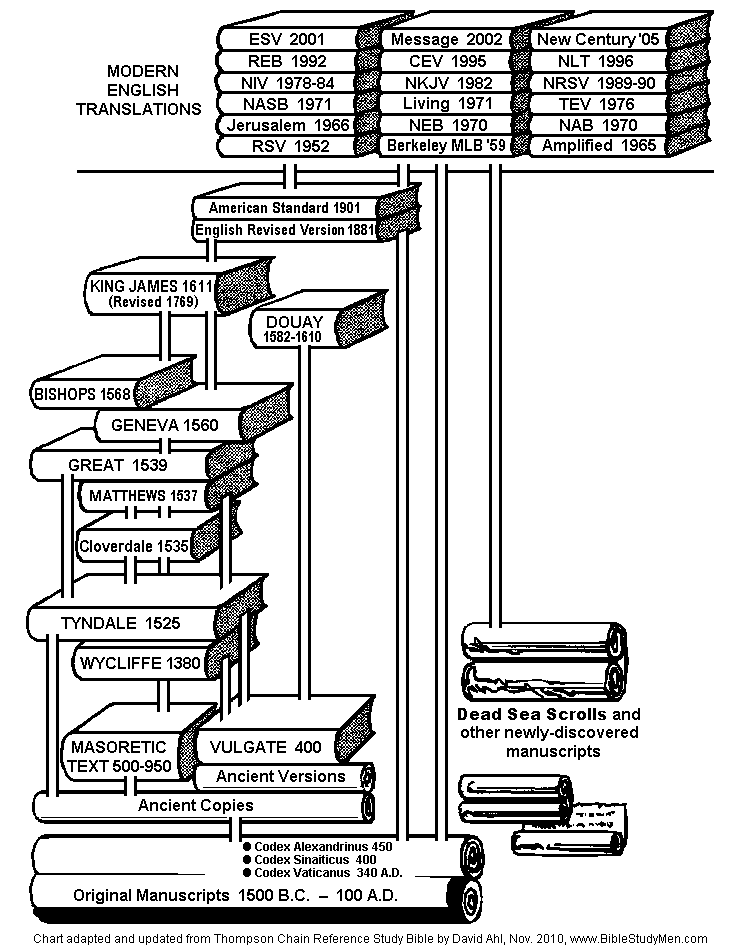 MODERN
ENGLISH
TRANSLATIONS
ESV 2001
REB 1992
NIV 1978-84
NASB 1971
Jerusalem 1966
RSV 1952
Message 2002
CEV 1995
NKJV 1982
Living 1971
NEB 1970
Berkeley MLB '59
New Century '05
NLT 1996
NRSV 1989-90
TEV 1976
NAB 1970
Amplified 1965
American Standard 1901
English Revised Version 1881
KING JAMES 1611
(Revised 1769)
DOUAY
1582-1610
BISHOPS 1568
GENEVA 1560
GREAT 1539
MATTHEWS 1537
Cloverdale 1535
TYNDALE 1525
WYCLIFFE 1380
Dead Sea Scrolls and
other newly-discovered
manuscripts
MASORETIC
TEXT 500-950
VULGATE 400
Ancient Versions
Ancient Copies
● Codex Alexandrinus 450
● Codex Sinaiticus 400
● Codex Vaticanus 340 A.D.
Original Manuscripts 1500 B.C. – 100 A.D.
Chart adapted and updated from Thompson Chain Reference Study Bible by David Ahl, Nov. 2010, www.BibleStudyMen.com